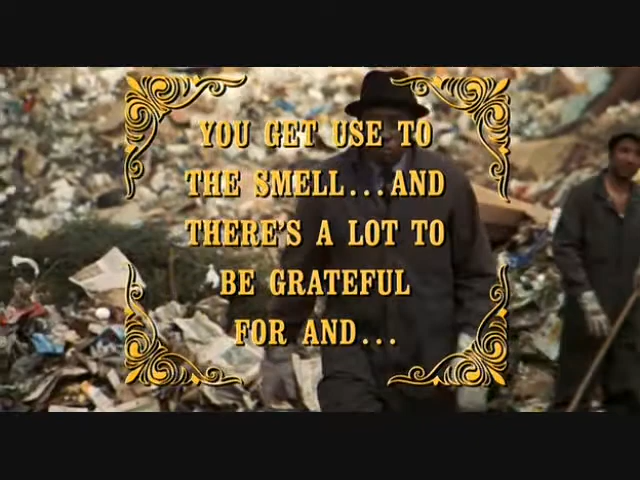 YOU GET USE TO
THE SMELL...AND
THERE'S A LOT TO
BE GRATEFUL
FOR AND...